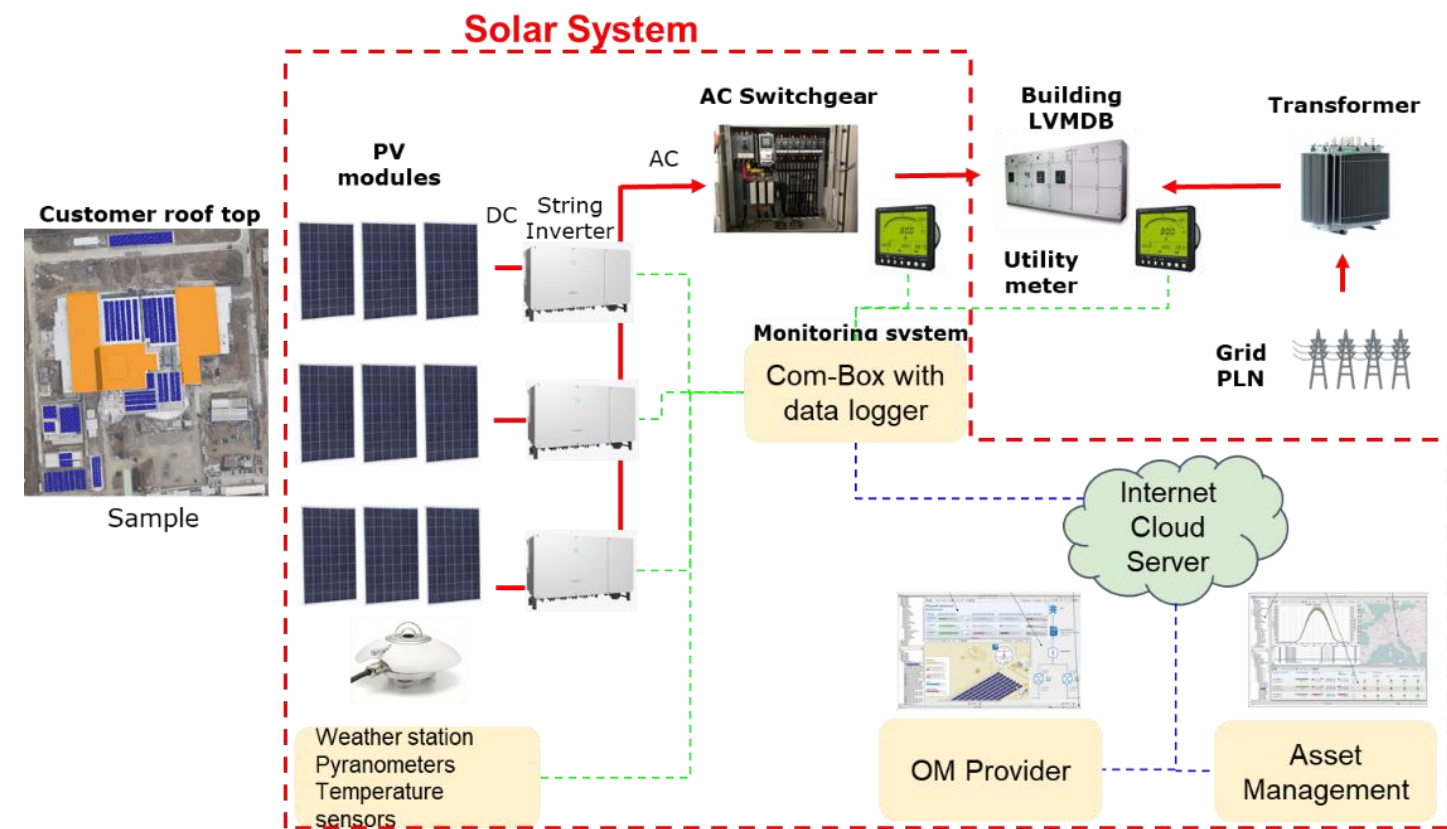 Solar System
AC Switchgear
Building
LVMDB
Transformer
PV
modules
AC
Customer roof top
DC
String
Inverter
Utility
meter
Monitoring system
Grid
PLN
Com-Box with
data logger
Sample
Internet
Cloud
Server
Weather station
Pyranometers
Temperature
sensors
OM Provider
Asset
Management